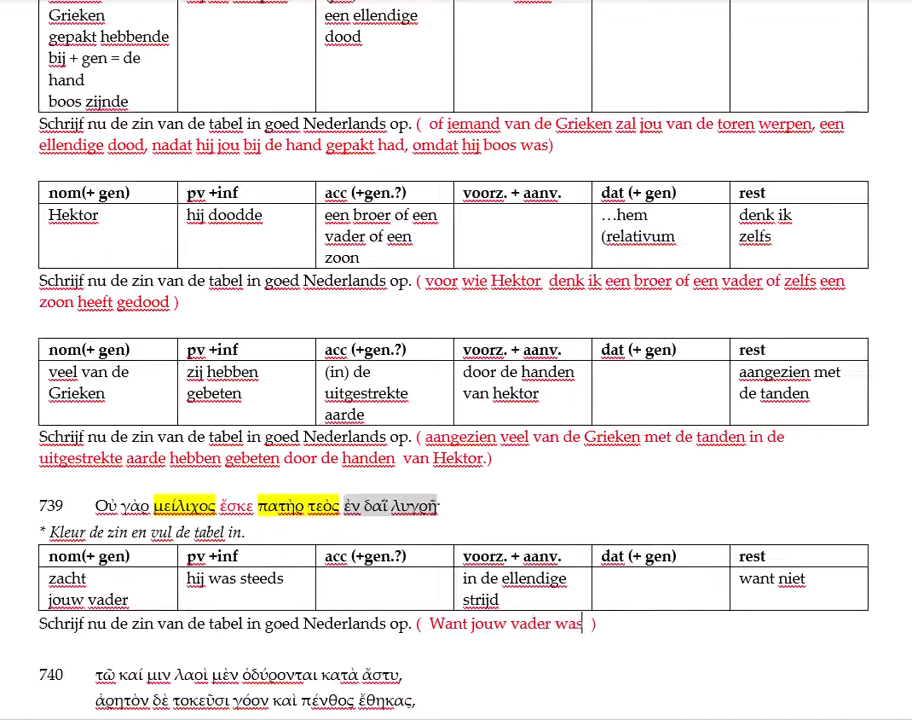 Grieken een ellendige
gepakt hebbende dood
bij + gen = de
hand
boos zijnde
Schrijf nu de zin van de tabel in goed Nederlands op. ( of iemand van de Grieken zal jou van de toren werpen, een
ellendige dood, nadat hij jou bij de hand gepakt had, omdat hij boos was)
nom(+ gen) pv +inf acc (+gen.?) voorz. + aanv. dat (+ gen) rest
Hektor hij doodde een broer of een …hem denk ik
vader of een (relativum zelfs
zoon
Schrijf nu de zin van de tabel in goed Nederlands op. ( voor wie Hektor denk ik een broer of een vader of zelfs een
zoon heeft gedood )
nom(+ gen) pv +inf acc (+gen.?) voorz. + aanv. dat (+ gen) rest
veel van de zij hebben (in) de door de handen aangezien met
Grieken gebeten uitgestrekte van hektor de tanden
aarde
Schrijf nu de zin van de tabel in goed Nederlands op. ( aangezien veel van de Grieken met de tanden in de
uitgestrekte aarde hebben gebeten door de handen van Hektor.)
739 Οὐ γὰρ μείλιχος ἔσκε πατὴρ τεὸς ἐν δαῒ λυγρῇ·
* Kleur de zin en vul de tabel in.
nom(+ gen) pv +inf acc (+gen.?) voorz. + aanv. dat (+ gen) rest
zacht hij was steeds in de ellendige want niet
jouw vader strijd
Schrijf nu de zin van de tabel in goed Nederlands op. ( Want jouw vader was )
740 τῶ καί μιν λαοὶ μὲν ὀδύρονται κατὰ ἄστυ,
ἀρητὸν δὲ τοκεῦσι γόον καὶ πένθος ἔθηκας,